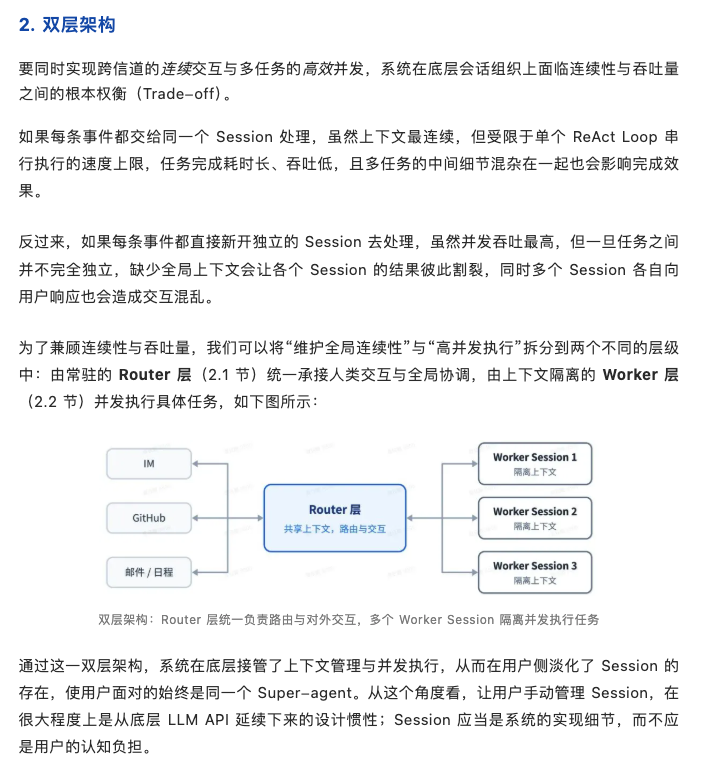 2. 双层架构
要同时实现跨信道的连续交互与多任务的高效并发，系统在底层会话组织上面临连续性与吞吐量
之间的根本权衡（Trade-off）。
如果每条事件都交给同一个 Session 处理，虽然上下文最连续，但受限于单个 ReAct Loop 串
行执行的速度上限，任务完成耗时长、吞吐低，且多任务的中间细节混杂在一起也会影响完成效
果。
反过来，如果每条事件都直接新开独立的 Session 去处理，虽然并发吞吐最高，但一旦任务之间
并不完全独立，缺少全局上下文会让各个 Session 的结果彼此割裂，同时多个 Session 各自向
用户响应也会造成交互混乱。
为了兼顾连续性与吞吐量，我们可以将“维护全局连续性”与“高并发执行”拆分到两个不同的层级
中：由常驻的 Router 层（2.1 节）统一承接人类交互与全局协调，由上下文隔离的 Worker 层
（2.2 节）并发执行具体任务，如下图所示：
IM
GitHub
邮件 / 日程
Router 层
共享上下文，路由与交互
Worker Session 1
隔离上下文
Worker Session 2
隔离上下文
Worker Session 3
隔离上下文
双层架构：Router 层统一负责路由与对外交互，多个 Worker Session 隔离并发执行任务
通过这一双层架构，系统在底层接管了上下文管理与并发执行，从而在用户侧淡化了 Session 的
存在，使用户面对的始终是同一个 Super-agent。从这个角度看，让用户手动管理 Session，在
很大程度上是从底层 LLM API 延续下来的设计惯性；Session 应当是系统的实现细节，而不应
是用户的认知负担。